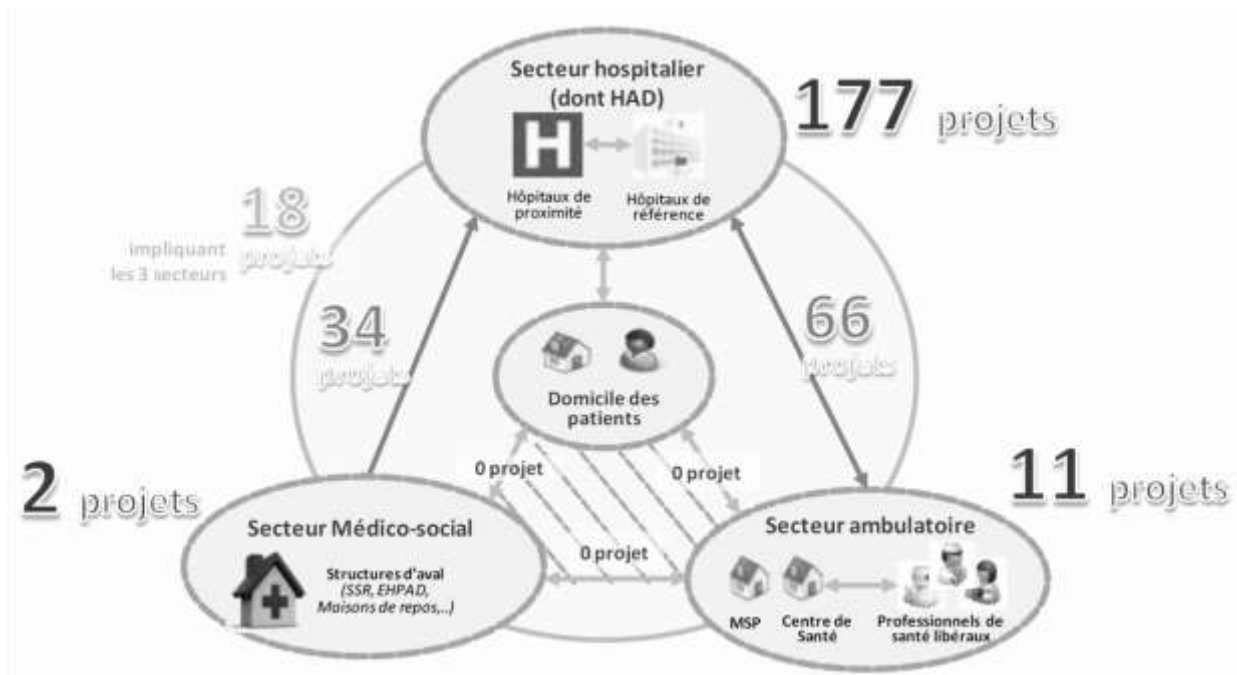 Secteur hospitalier
(dont HAD)
177 projets
H
Hôpitaux de
proximité
Hôpitaux de
référence
18
projets
impliquant
les 3 secteurs
34
projets
66
projets
Domicile des
patients
0 projet
0 projet
2 projets
11 projets
Secteur Médico-social
Structures d'aval
(SSR, EHPAD,
Maisons de repos,..)
0 projet
Secteur ambulatoire
MSP
Centre de
Santé
Professionnels de
santé libéraux